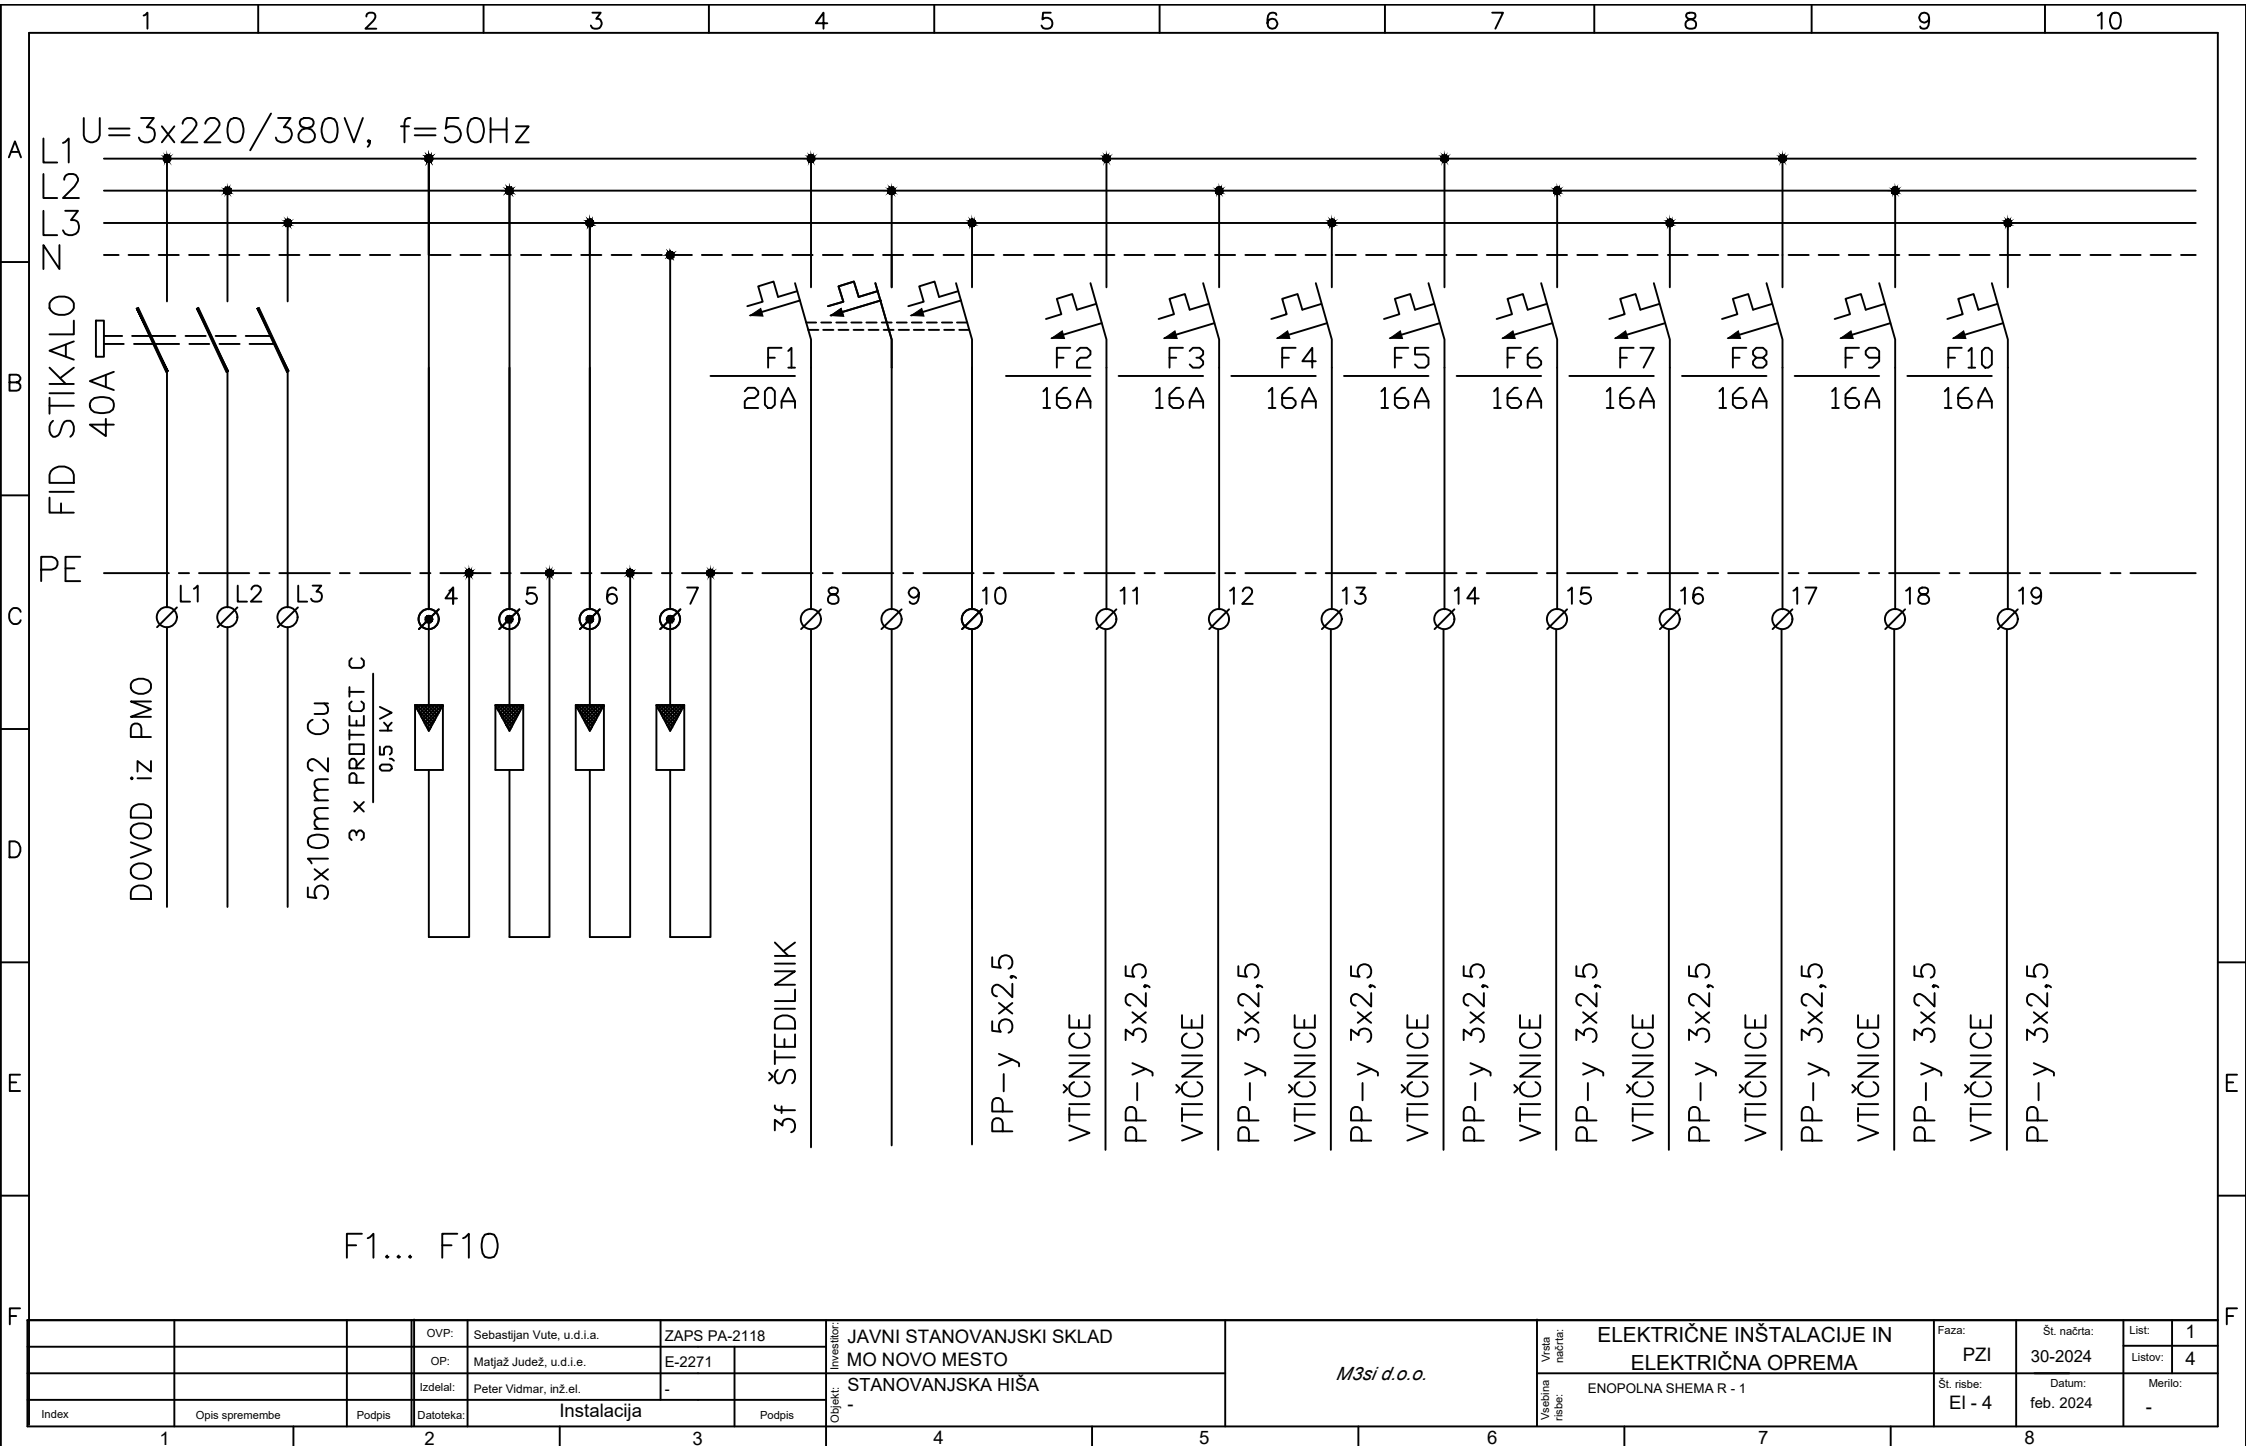 1 2 3 4 5 6 7 8 9 10
U=3x220/380V, f=50Hz
A
L1
L2
L3
N
FID STIKALO
40A
B
F1
20A
F2
16A
F3
16A
F4
16A
F5
16A
F6
16A
F7
16A
F8
16A
F9
16A
F10
16A
PE
C
L1 L2 L3 4 5 6 7 8 9 10 11 12 13 14 15 16 17 18 19
DOVOD iz PMO
5x10mm2 Cu
3 x PROTECT C
0,5 kV
D
3f ŠTEDILNIK
PP-y 5x2,5
VTIČNICE
PP-y 3x2,5
VTIČNICE
PP-y 3x2,5
VTIČNICE
PP-y 3x2,5
VTIČNICE
PP-y 3x2,5
VTIČNICE
PP-y 3x2,5
VTIČNICE
PP-y 3x2,5
VTIČNICE
PP-y 3x2,5
VTIČNICE
PP-y 3x2,5
VTIČNICE
PP-y 3x2,5
E E
F1... F10
F F
OVP: Sebastijan Vute, u.d.i.a. ZAPS PA-2118
OP: Matjaž Judež, u.d.i.e. E-2271
Izdelal: Peter Vidmar, inž.el. -
Index Opis spremembe Podpis Datoteka: Instalacija Podpis
Investitor:
JAVNI STANOVANJSKI SKLAD
MO NOVO MESTO
Objekt:
STANOVANJSKA HIŠA
-
M3si d.o.o.
Vrsta
načrta:
ELEKTRIČNE INŠTALACIJE IN
ELEKTRIČNA OPREMA
Vsebina
risbe:
ENOPOLNA SHEMA R - 1
Faza:
PZI
Št. načrta:
30-2024
List: 1
Listov: 4
Št. risbe:
EI - 4
Datum:
feb. 2024
Merilo:
-
1 2 3 4 5 6 7 8